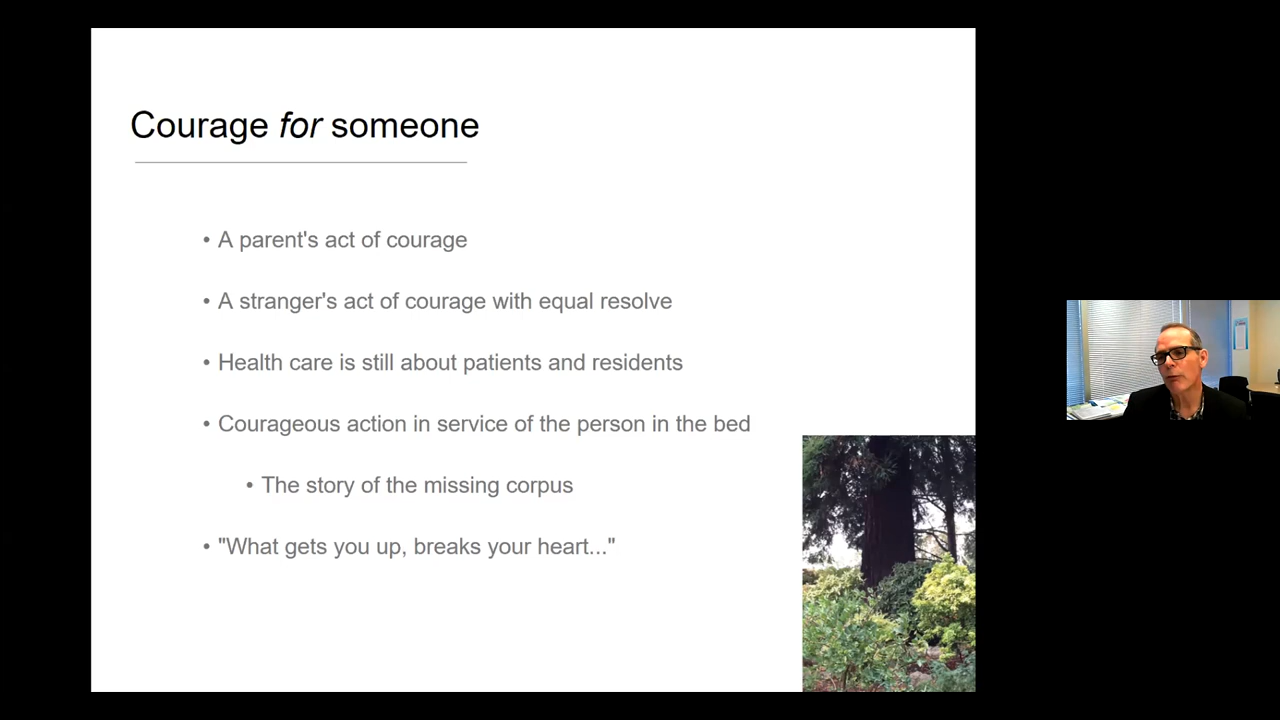 Courage for someone
• A parent's act of courage
• A stranger's act of courage with equal resolve
• Health care is still about patients and residents
• Courageous action in service of the person in the bed
• The story of the missing corpus
• "What gets you up, breaks your heart..."